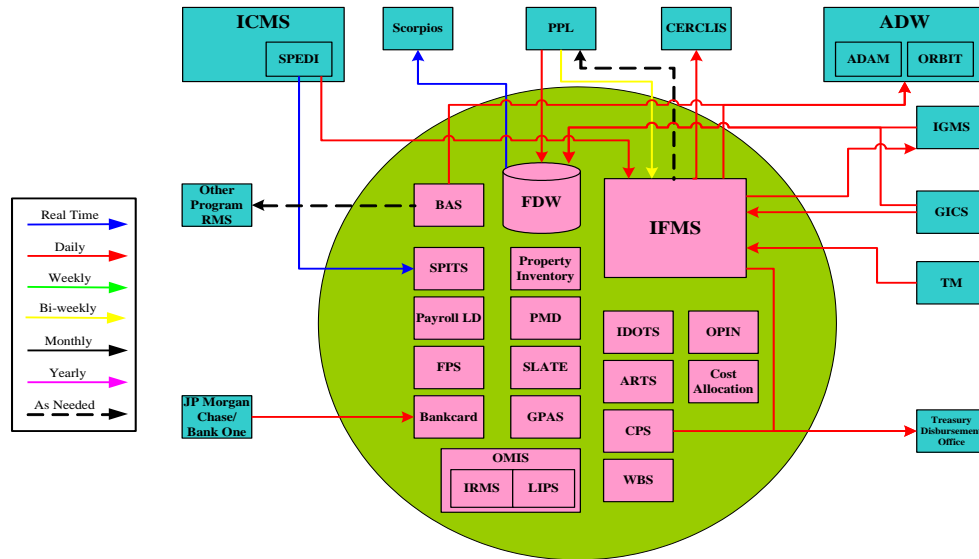 ICMS
SPEDI
Scorpios
PPL
CERCLIS
ADW
ADAM
ORBIT
IGMS
GICS
TM
Treasury
Disbursement
Office
Other
Program
RMS
JP Morgan
Chase/
Bank One
Real Time
Daily
Weekly
Bi-weekly
Monthly
Yearly
As Needed
BAS
FDW
IFMS
SPITS
Property
Inventory
Payroll LD
PMD
IDOTS
OPIN
FPS
SLATE
ARTS
Cost
Allocation
Bankcard
GPAS
CPS
OMIS
IRMS
LIPS
WBS